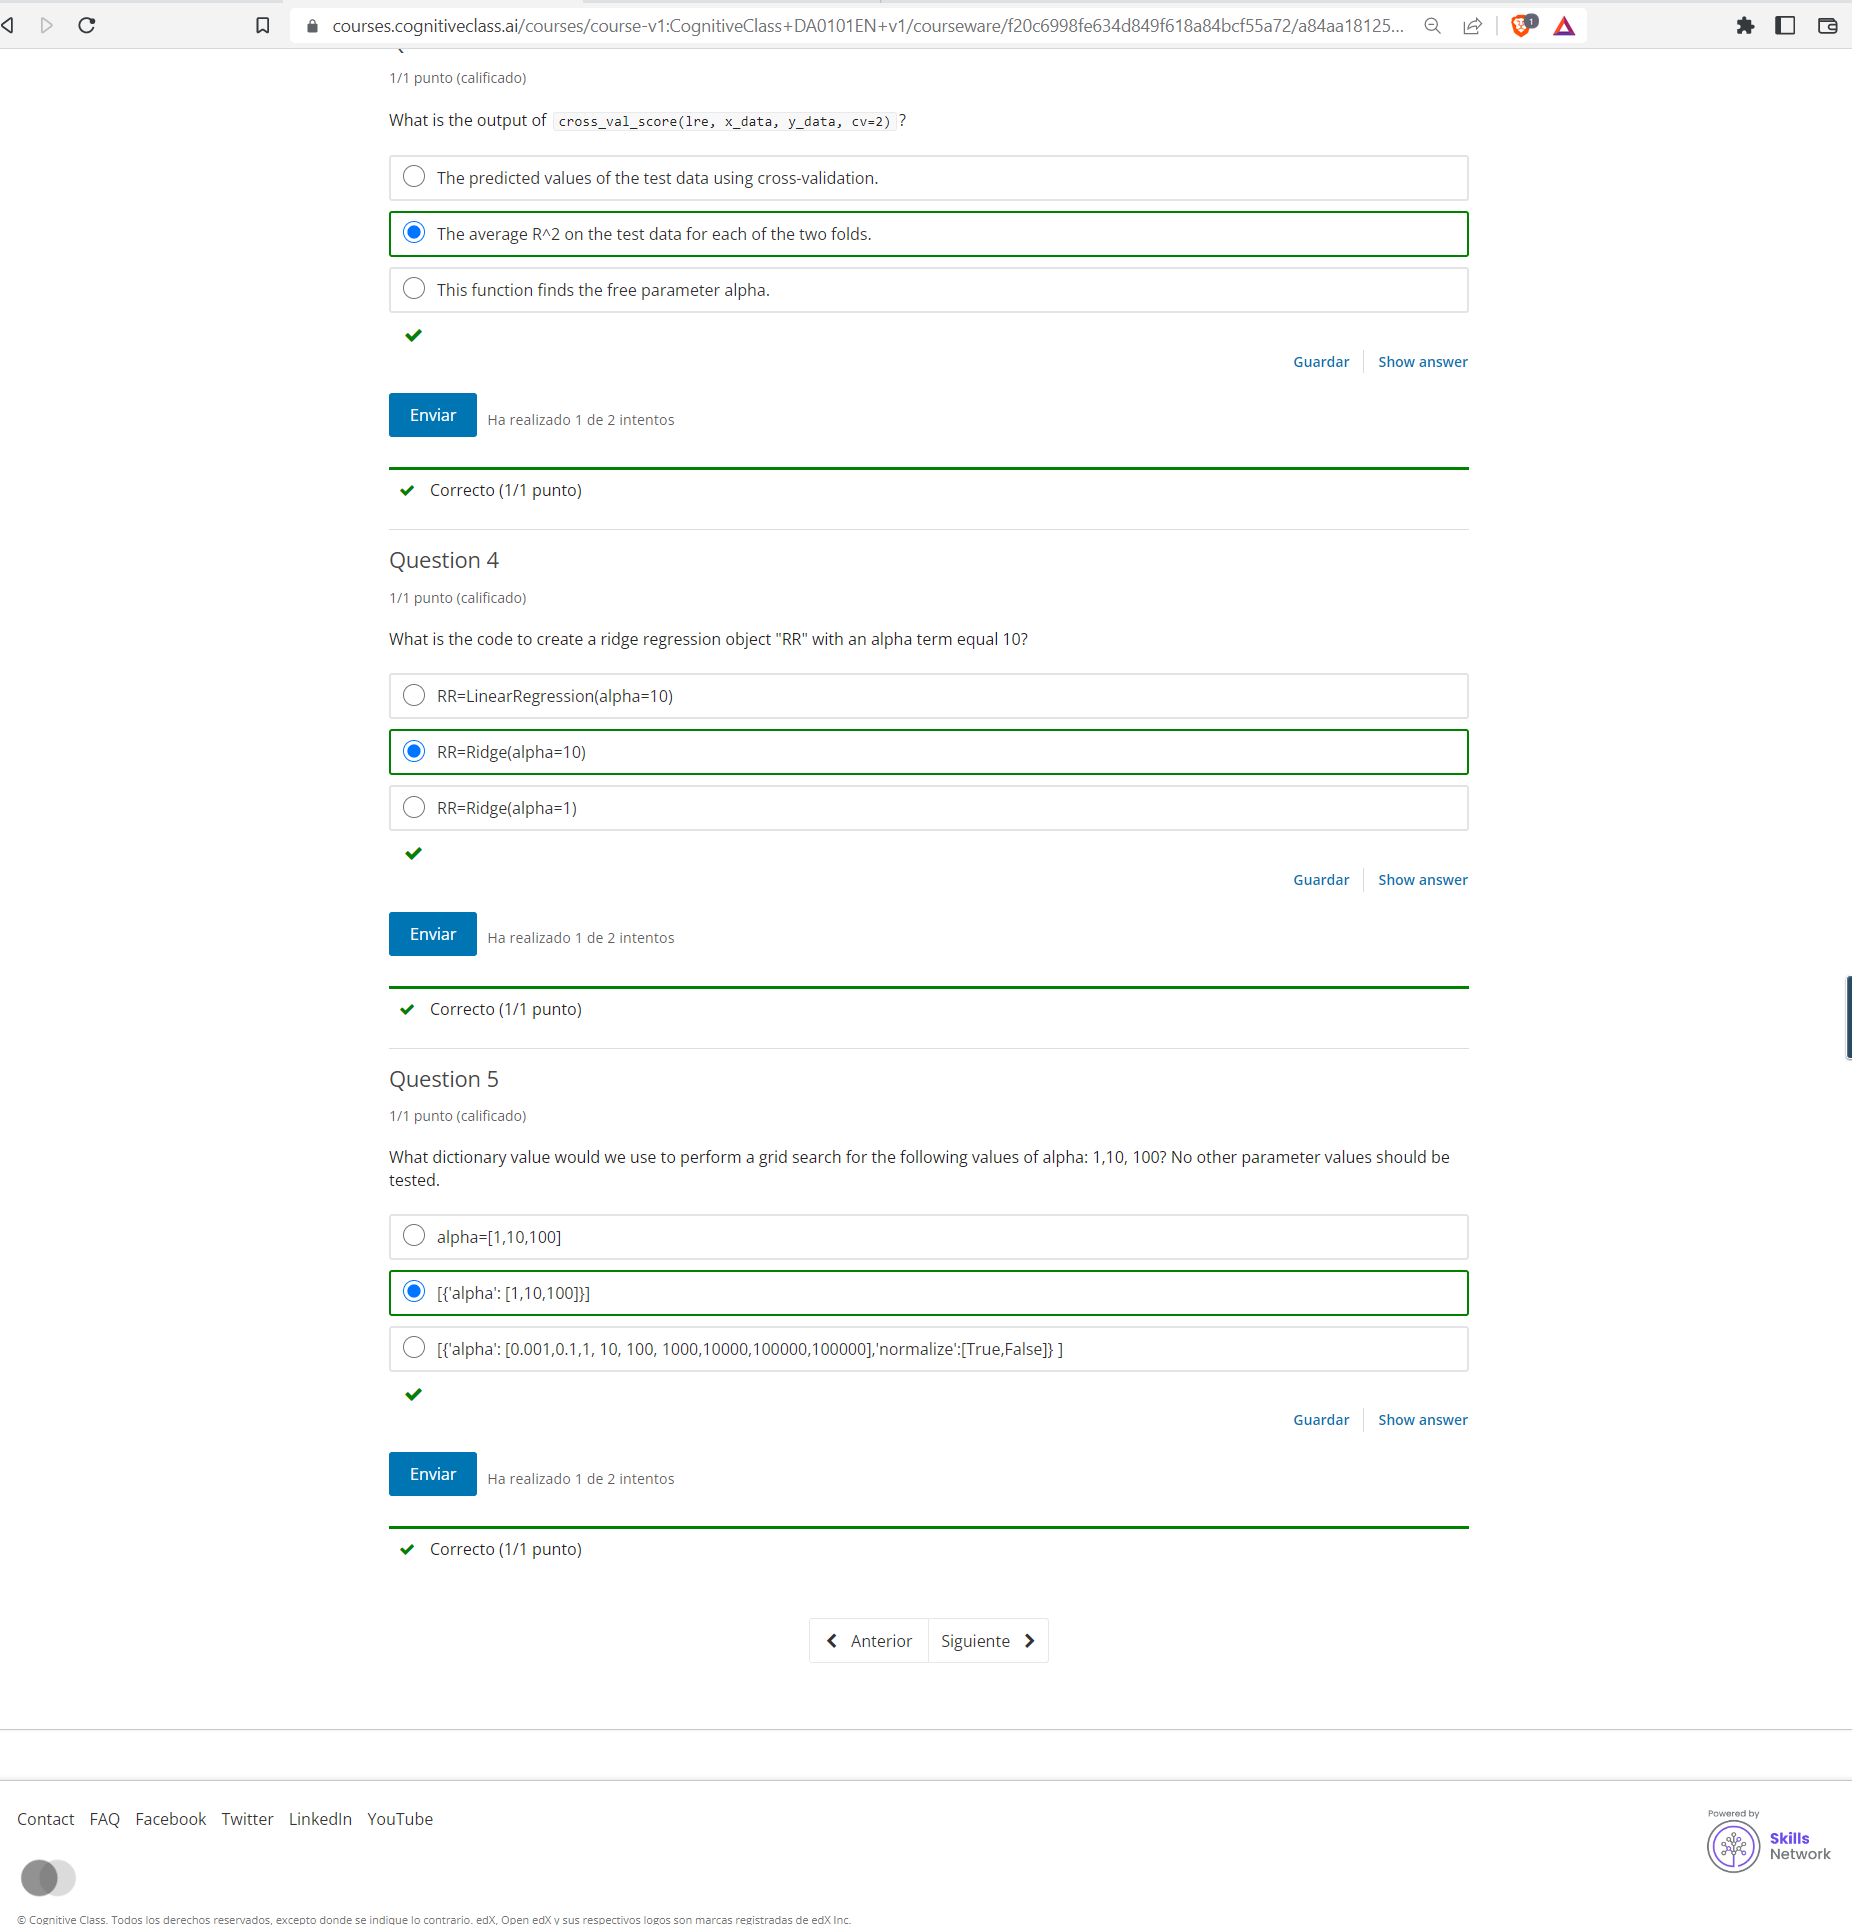 courses.cognitiveclass.ai/courses/course-v1:CognitiveClass+DA0101EN+v1/courseware/f20c6998fe634d849f618a84bcf55a72/a84aa18125...
1
1/1 punto (calificado)
What is the output of cross_val_score(lre, x_data, y_data, cv=2) ?
The predicted values of the test data using cross-validation.
The average R^2 on the test data for each of the two folds.
This function finds the free parameter alpha.
Guardar Show answer
Enviar Ha realizado 1 de 2 intentos
Correcto (1/1 punto)
Question 4
1/1 punto (calificado)
What is the code to create a ridge regression object "RR" with an alpha term equal 10?
RR=LinearRegression(alpha=10)
RR=Ridge(alpha=10)
RR=Ridge(alpha=1)
Guardar Show answer
Enviar Ha realizado 1 de 2 intentos
Correcto (1/1 punto)
Question 5
1/1 punto (calificado)
What dictionary value would we use to perform a grid search for the following values of alpha: 1,10, 100? No other parameter values should be
tested.
alpha=[1,10,100]
[{'alpha': [1,10,100]}]
[{'alpha': [0.001,0.1,1, 10, 100, 1000,10000,100000,100000],'normalize':[True,False]} ]
Guardar Show answer
Enviar Ha realizado 1 de 2 intentos
Correcto (1/1 punto)
Anterior Siguiente
Contact FAQ Facebook Twitter LinkedIn YouTube
Powered by
Skills
Network
© Cognitive Class. Todos los derechos reservados, excepto donde se indique lo contrario. edX, Open edX y sus respectivos logos son marcas registradas de edX Inc.